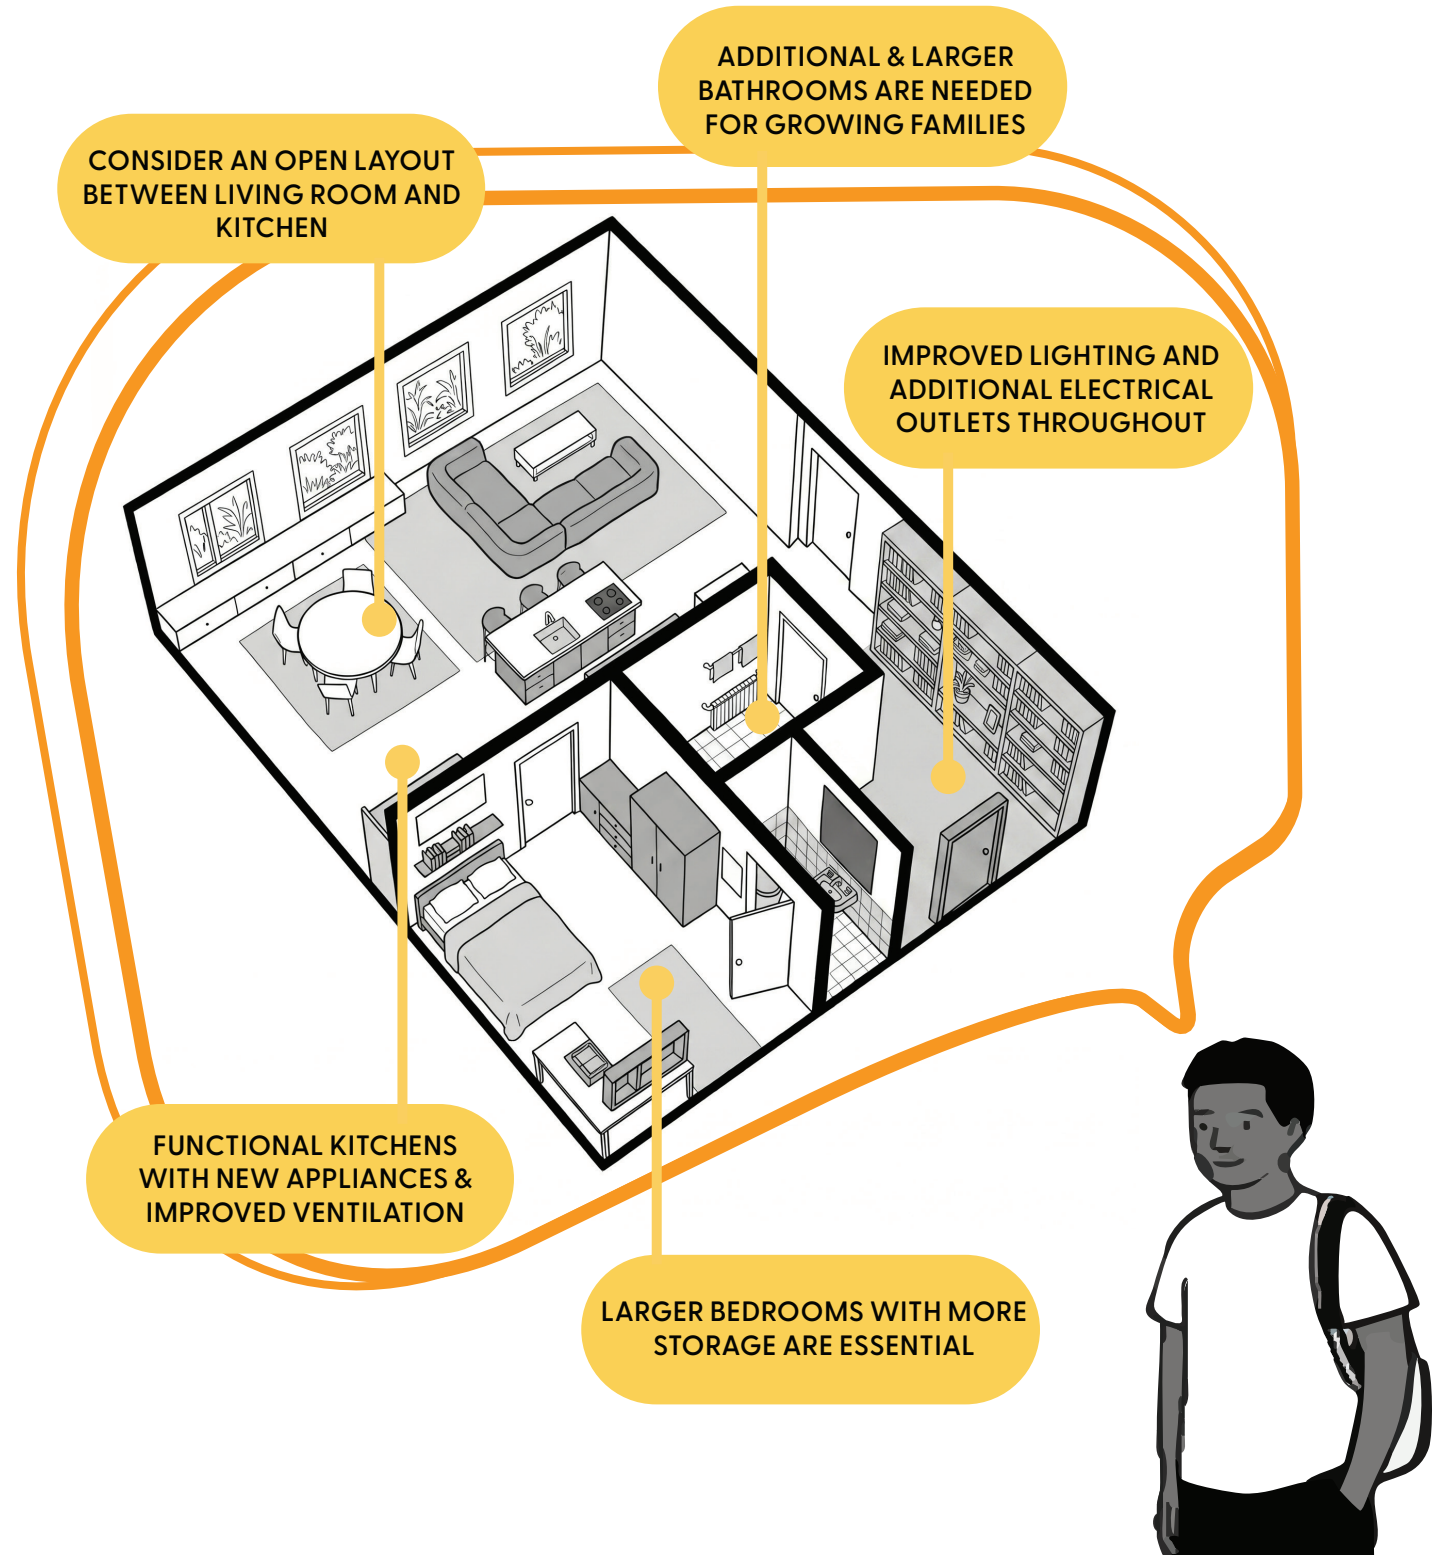 ADDITIONAL & LARGER
BATHROOMS ARE NEEDED
FOR GROWING FAMILIES
CONSIDER AN OPEN LAYOUT
BETWEEN LIVING ROOM AND
KITCHEN
IMPROVED LIGHTING AND
ADDITIONAL ELECTRICAL
OUTLETS THROUGHOUT
FUNCTIONAL KITCHENS
WITH NEW APPLIANCES &
IMPROVED VENTILATION
LARGER BEDROOMS WITH MORE
STORAGE ARE ESSENTIAL